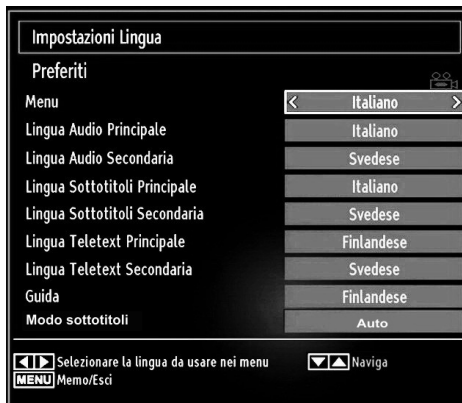 Impostazioni Lingua
Preferiti
Menu < Italiano >
Lingua Audio Principale Italiano
Lingua Audio Secondaria Svedese
Lingua Sottotitoli Principale Italiano
Lingua Sottotitoli Secondaria Svedese
Lingua Teletext Principale Finlandese
Lingua Teletext Secondaria Svedese
Guida Finlandese
Modo sottotitoli Auto
Selezionare la lingua da usare nei menu Naviga
MENU Memo/Esci